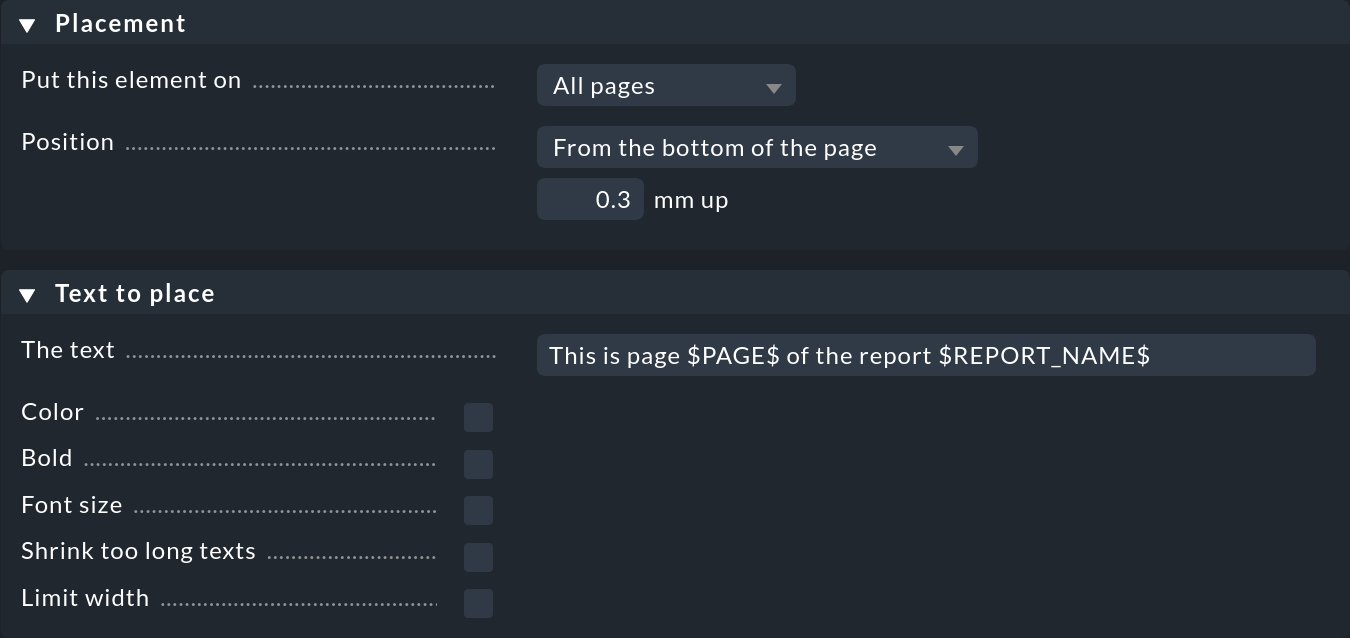 Placement
Put this element on
All pages
Position
From the bottom of the page
0.3 mm up
Text to place
The text
This is page $PAGE$ of the report $REPORT_NAME$
Color
Bold
Font size
Shrink too long texts
Limit width